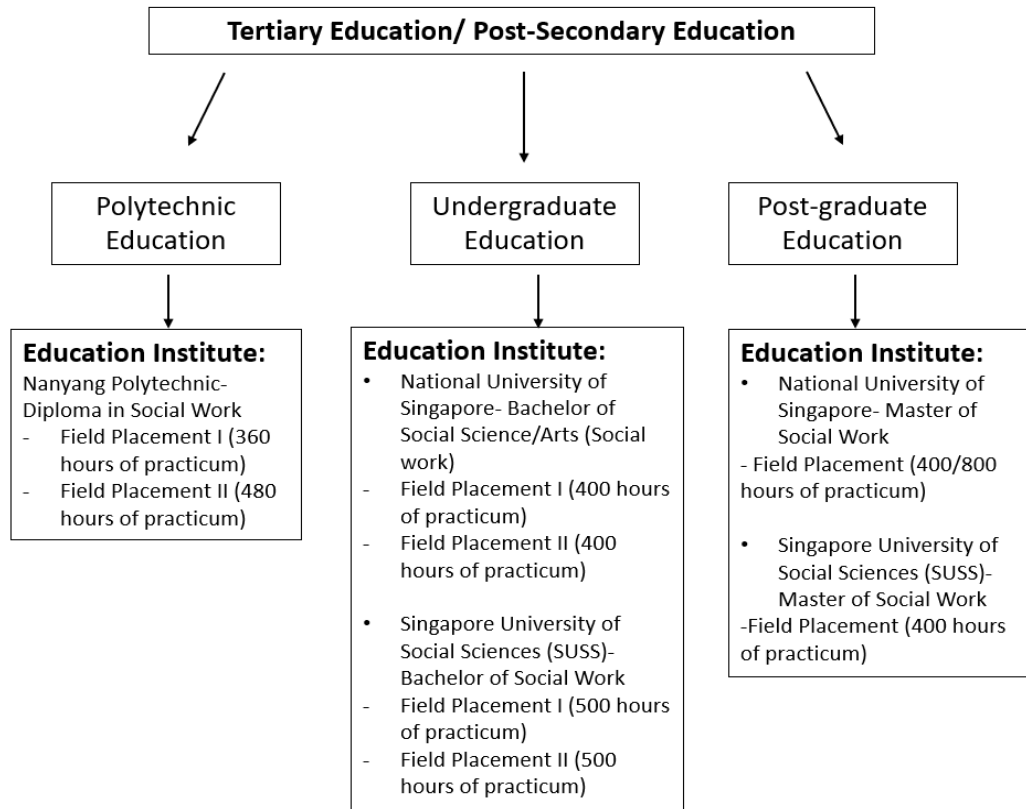 Tertiary Education/ Post-Secondary Education
Polytechnic
Education
Undergraduate
Education
Post-graduate
Education
Education Institute:
Nanyang Polytechnic-
Diploma in Social Work
- Field Placement I (360
hours of practicum)
- Field Placement II (480
hours of practicum)
Education Institute:
• National University of
Singapore- Bachelor of
Social Science/Arts (Social
work)
- Field Placement I (400 hours
of practicum)
- Field Placement II (400
hours of practicum)
• Singapore University of
Social Sciences (SUSS)-
Bachelor of Social Work
- Field Placement I (500 hours
of practicum)
- Field Placement II (500
hours of practicum)
Education Institute:
• National University of
Singapore- Master of
Social Work
- Field Placement (400/800
hours of practicum)
• Singapore University of
Social Sciences (SUSS)-
Master of Social Work
-Field Placement (400 hours
of practicum)